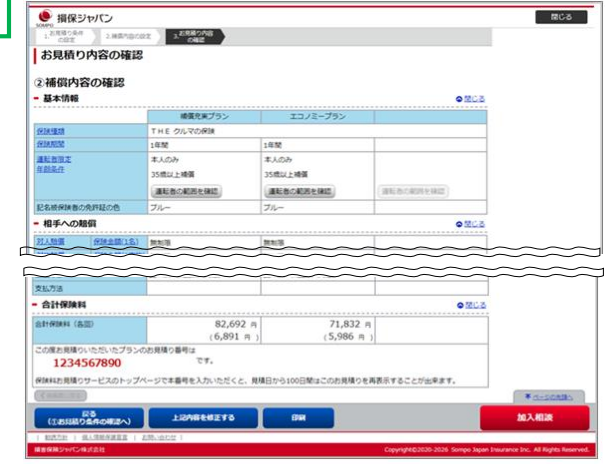 損保ジャパン
SOMPO
閉じる
1.お見積り条件の設定
2.補償内容の設定
3.お見積り内容の確認
お見積り内容の確認
②補償内容の確認
基本情報
閉じる
補償充実プラン エコノミープラン
保険種類 THE クルマの保険
保険期間 1年間 1年間
運転者限定 本人のみ 本人のみ
年齢条件 35歳以上補償 35歳以上補償
運転者の範囲を確認 運転者の範囲を確認 運転者の範囲を確認
記名被保険者の免許証の色 ブルー ブルー
相手への賠償
閉じる
対人賠償 保険金額(1名) 無制限 無制限
支払方法
合計保険料
閉じる
合計保険料(各回) 82,692 円 71,832 円
(6,891 円) (5,986 円)
この度お見積りいただいたプランのお見積り番号は
1234567890 です。
保険料お見積りサービスのトップページで本番号を入力いただくと、見積日から100日間はこのお見積りを再表示することが出来ます。
ページの先頭へ
戻る
(①お見積り条件の確認へ)
上記内容を修正する
印刷
加入相談
勧誘方針 | 個人情報保護宣言 | お問い合わせ
損害保険ジャパン株式会社
Copyright©2020-2026 Sompo Japan Insurance Inc. All Rights Reserved.